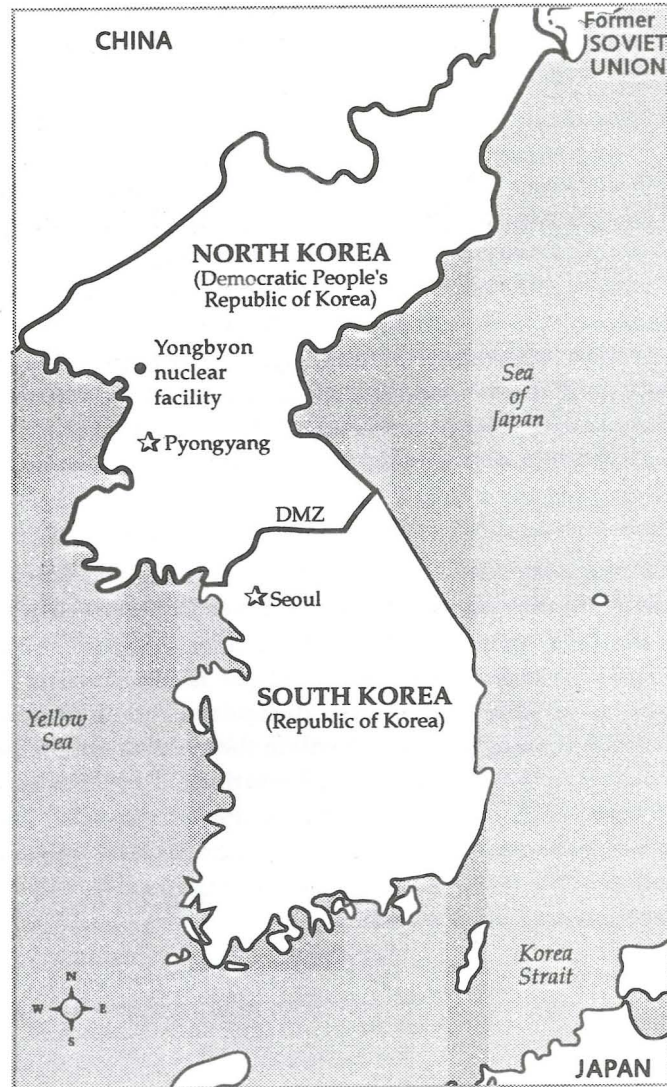 CHINA
Former
SOVIET
UNION
NORTH KOREA
(Democratic People's
Republic of Korea)
Yongbyon
nuclear
facility
Pyongyang
Sea
of
Japan
DMZ
Seoul
SOUTH KOREA
(Republic of Korea)
Yellow
Sea
Korea
Strait
N
W E
S
JAPAN